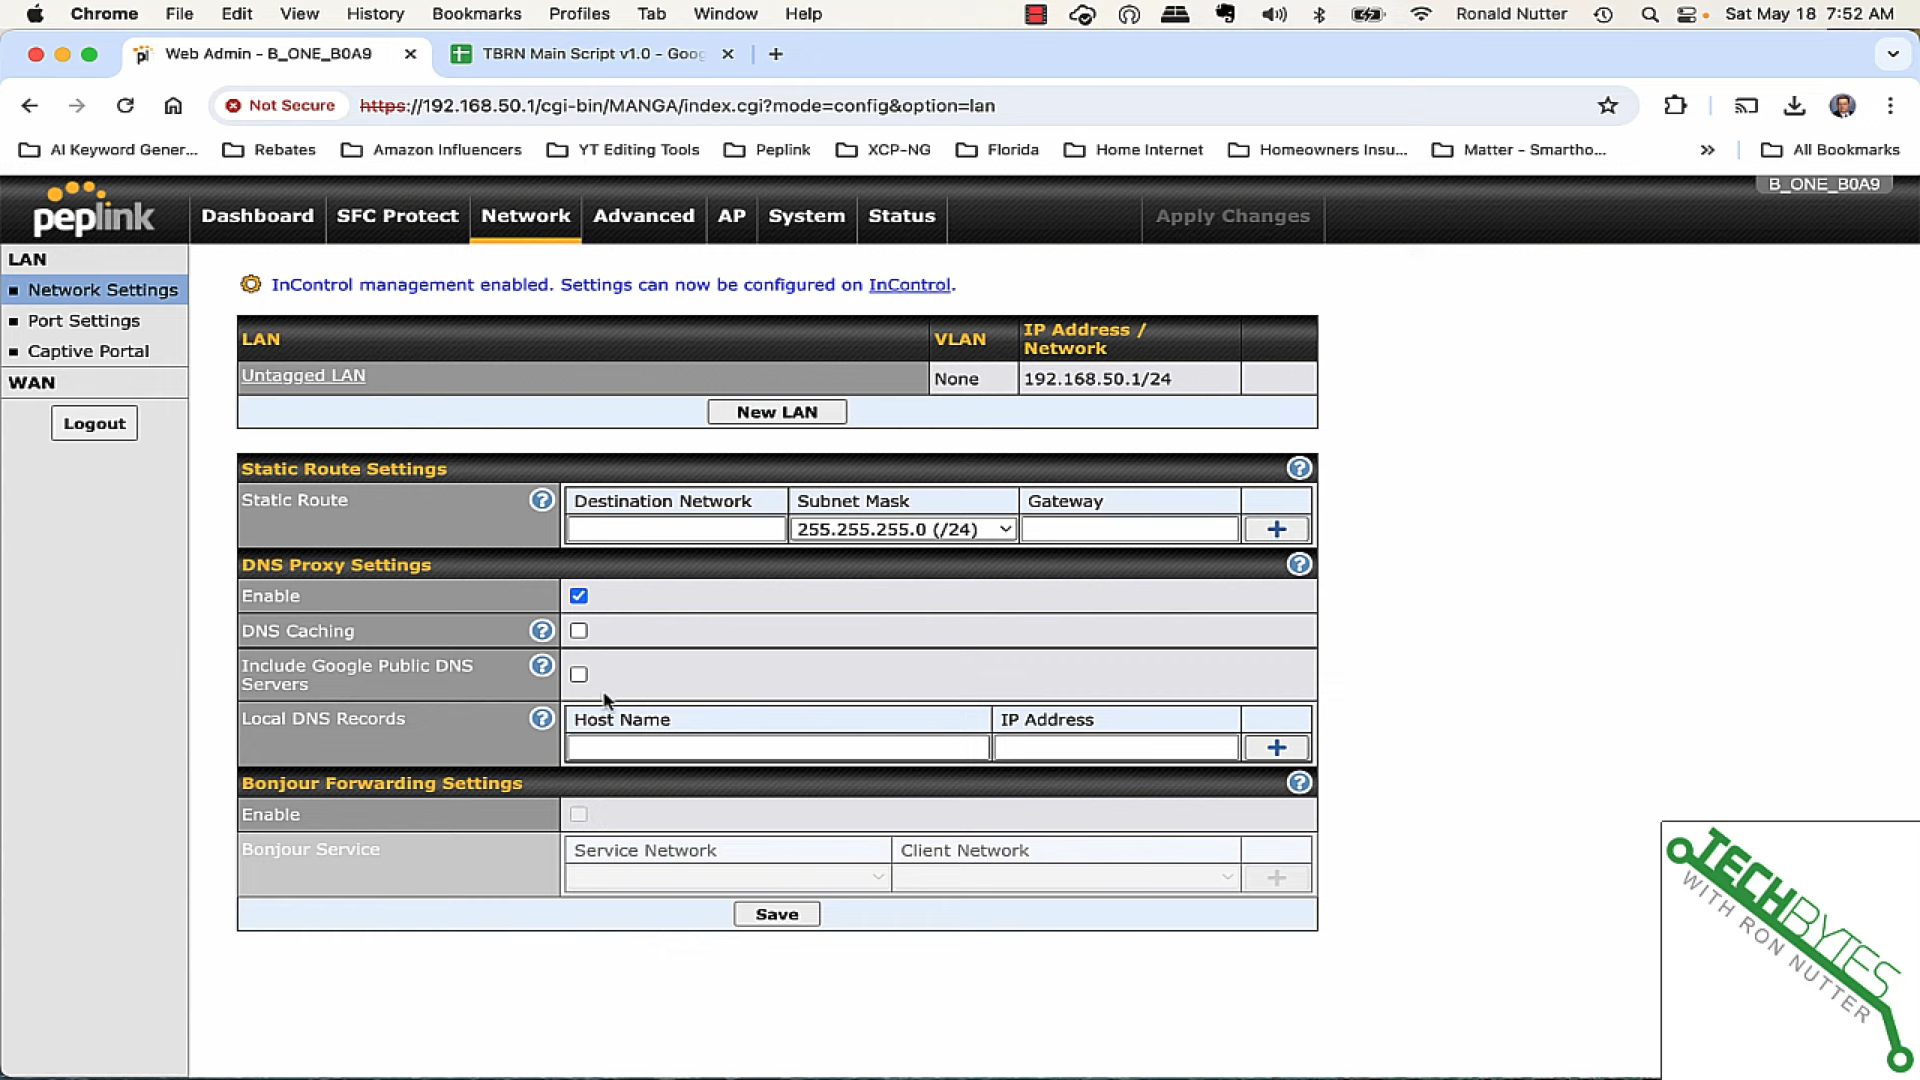 Chrome File Edit View History Bookmarks Profiles Tab Window Help Ronald Nutter Sat May 18 7:52 AM
Web Admin - B_ONE_B0A9 TBRN Main Script v1.0 - Goog
Not Secure https://192.168.50.1/cgi-bin/MANGA/index.cgi?mode=config&option=lan
AI Keyword Gener... Rebates Amazon Influencers YT Editing Tools Peplink XCP-NG Florida Home Internet Homeowners Insu... Matter - Smartho... » All Bookmarks
B_ONE_B0A9
peplink Dashboard SFC Protect Network Advanced AP System Status Apply Changes
LAN
Network Settings
Port Settings
Captive Portal
WAN
Logout
InControl management enabled. Settings can now be configured on InControl.
LAN VLAN IP Address / Network
Untagged LAN None 192.168.50.1/24
New LAN
Static Route Settings
Static Route Destination Network Subnet Mask Gateway
255.255.255.0 (/24)
DNS Proxy Settings
Enable
DNS Caching
Include Google Public DNS
Servers
Local DNS Records Host Name IP Address
Bonjour Forwarding Settings
Enable
Bonjour Service Service Network Client Network
Save
TECHBYTES
WITH RON NUTTER